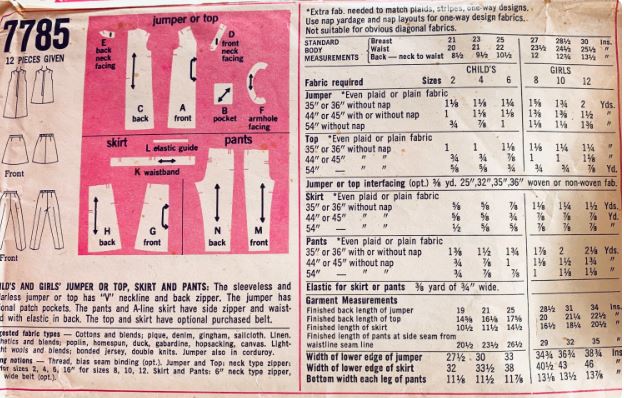 7785
12 PIECES GIVEN
Front
Front
jumper or top
E
back
neck
facing
C
back
A
front
D
front
neck
facing
B
pocket
F
armhole
facing
skirt
pants
L elastic guide
K waistband
H
back
G
front
N
back
M
front
ILD'S AND GIRLS' JUMPER OR TOP, SKIRT AND PANTS: The sleeveless and
arless jumper or top has "V" neckline and back zipper. The jumper has
onal patch pockets. The pants and A-line skirt have side zipper and waist-
d with elastic in back. The top and skirt have optional purchased belt.
gested fabric types — Cottons and blends: pique, denim, gingham, sailcloth. Linen.
thetics and blends: poplin, homespun, duck, gabardine, hopsacking, canvas. Light-
ht wools and blends: bonded jersey, double knits. Jumper also in corduroy.
ing notions — Thread, bias seam binding (opt.). Jumper and Top: neck type zipper:
for sizes 2, 4, 6, 16" for sizes 8, 10, 12. Skirt and Pants: 6" neck type zipper,
wide belt (opt.).
*Extra fab. needed to match plaids, stripes, one-way designs.
Use nap yardage and nap layouts for one-way design fabrics.
Not suitable for obvious diagonal fabrics.
STANDARD Breast 21 23 25 27 28½ 30 Ins.
BODY Waist 20 21 22 23½ 24½ 25½ "
MEASUREMENTS Back — neck to waist 8½ 9½ 10½ 12 12¾ 13½ "
CHILD'S GIRLS'
Fabric required Sizes 2 4 6 8 10 12
Jumper *Even plaid or plain fabric
35" or 36" without nap 1⅛ 1⅛ 1¼ 1⅝ 1¾ 2 Yds.
44" or 45" with or without nap 1 1⅛ 1⅛ 1⅜ 1⅜ 1½ "
54" without nap ¾ ⅞ 1 1⅛ 1⅛ 1⅜ "
Top *Even plaid or plain fabric
35" or 36" without nap 1 1 1⅛ 1⅛ 1¼ 1¼ Yds.
44" or 45" " " ¾ ¾ ⅞ 1 1 1⅛ "
54" — " " ⅝ ⅝ ¾ ¾ ¾ ⅞ Yd.
Jumper or top interfacing (opt.) ⅜ yd. 25",32",35",36" woven or non-woven fab.
Skirt *Even plaid or plain fabric
35" or 36" without nap ⅝ ⅝ ⅞ 1⅛ 1¼ 1½ Yds.
44" or 45" " " ⅝ ⅝ ¾ ⅞ ⅞ ⅞ Yd.
54" — " " ½ ⅝ ⅝ ⅞ ⅞ ⅞ "
Pants *Even plaid or plain fabric
35" or 36" with or without nap 1⅜ 1½ 1¾ 1⅞ 2 2⅛ Yds.
44" or 45" without nap ¾ ⅞ 1 1 1⅛ 1⅛ "
54" — " " ¾ ⅞ ⅞ 1 1⅛ 1⅛ "
Elastic for skirt or pants ⅜ yard of ¾" wide.
Garment Measurements
Finished back length of jumper 19 21 25 28½ 31 34 Ins.
Finished back length of top 14⅝ 16⅛ 17⅝ 20 21¼ 22½ "
Finished length of skirt 10½ 11½ 14½ 16½ 18¼ 20½ "
Finished length of pants at side seam from
waistline seam line 20½ 23½ 26½ 29 32 35 "
Width of lower edge of jumper 27½ 30 33 34¾ 36¾ 38¾ Ins
Width of lower edge of skirt 32 33½ 38 40½ 43 46 "
Bottom width each leg of pants 11⅛ 11½ 11⅞ 13⅛ 13½ 13⅞ "